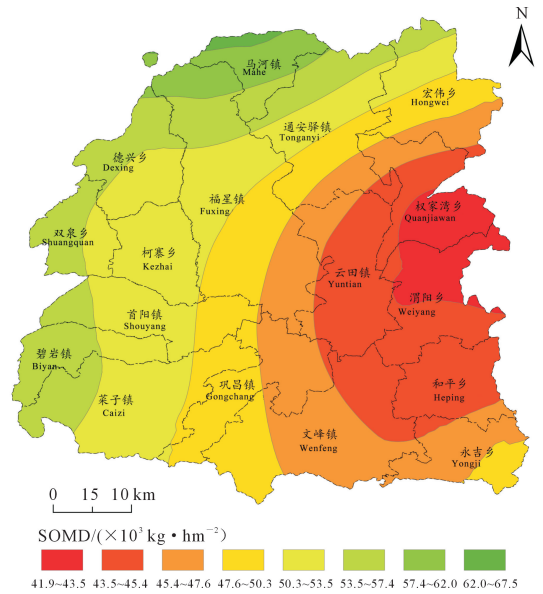 N
马河镇
Mahe
宏伟乡
Hongwei
通安驿镇
Tonganyi
德兴乡
Dexing
福星镇
Fuxing
权家湾乡
Quanjiawan
双泉乡
Shuangquan
柯寨乡
Kezhai
云田镇
Yuntian
渭阳乡
Weiyang
首阳镇
Shouyang
碧岩镇
Biyan
巩昌镇
Gongchang
和平乡
Heping
菜子镇
Caizi
文峰镇
Wenfeng
永吉乡
Yongji
0 15 10 km
SOMD/(×10³ kg·hm⁻²)
41.9~43.5 43.5~45.4 45.4~47.6 47.6~50.3 50.3~53.5 53.5~57.4 57.4~62.0 62.0~67.5